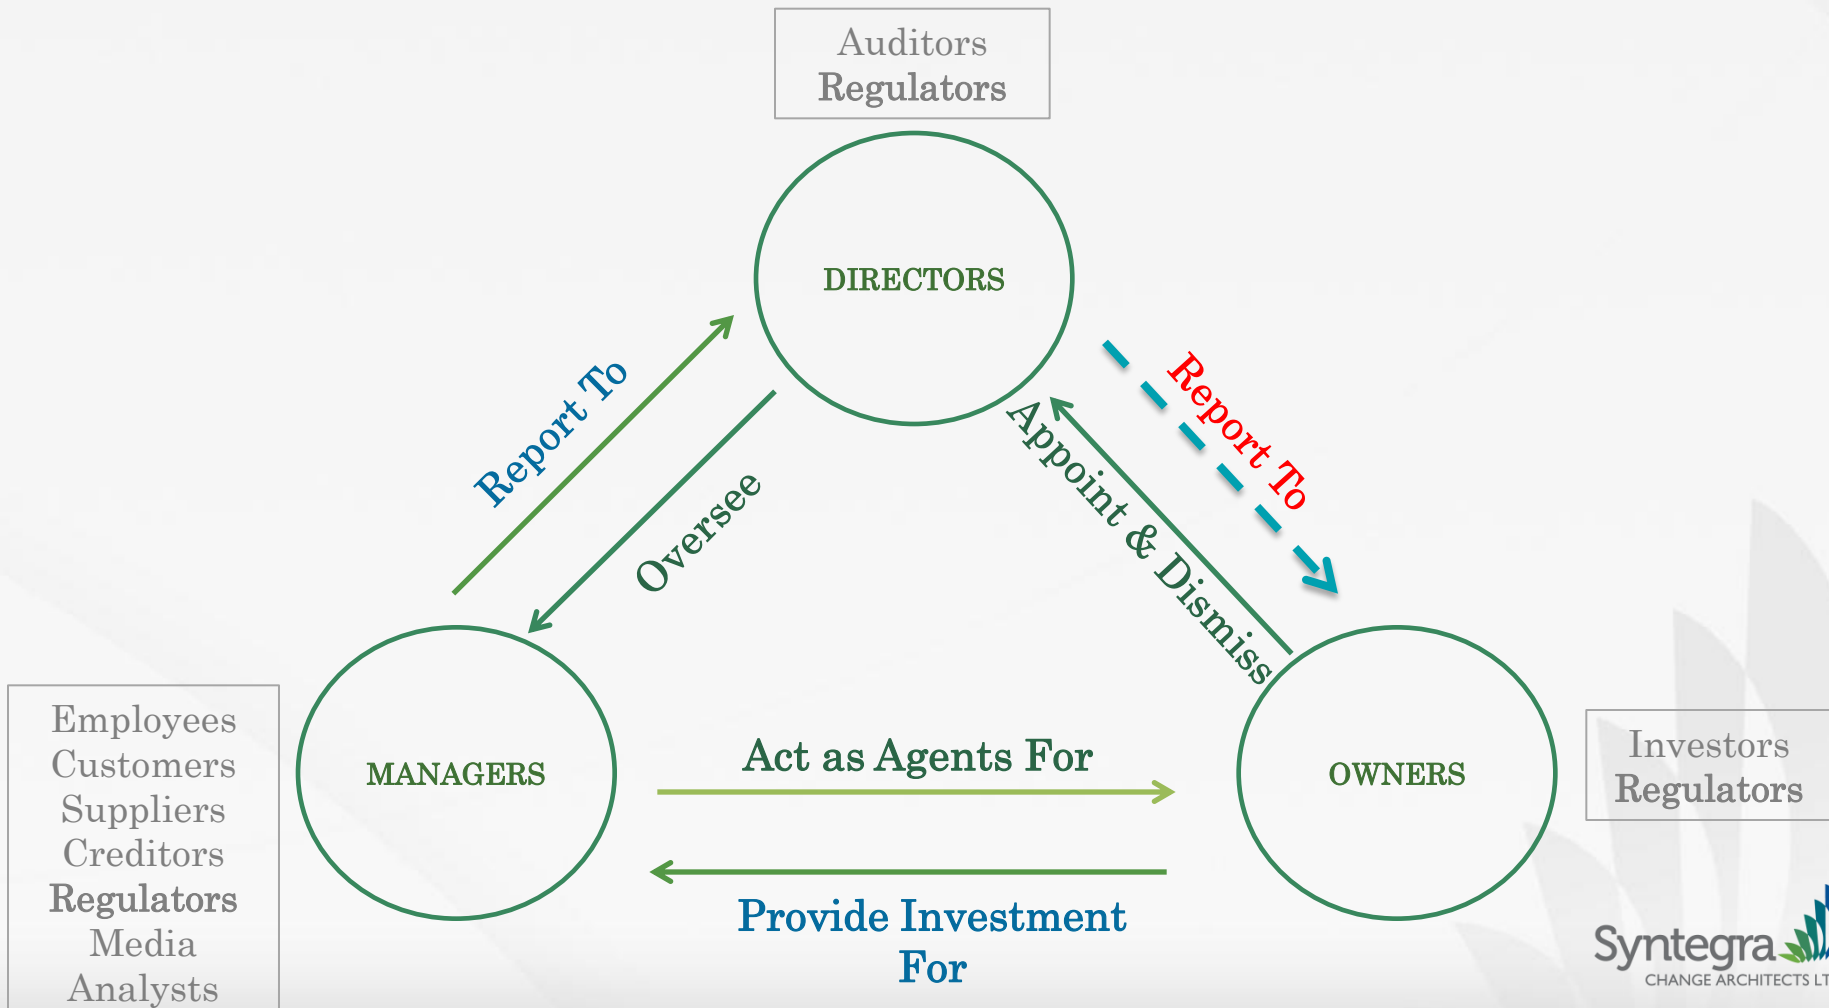 Auditors
Regulators
DIRECTORS
Report To
Oversee
Report To
Appoint & Dismiss
Employees
Customers
Suppliers
Creditors
Regulators
Media
Analysts
MANAGERS
Act as Agents For
Provide Investment
For
OWNERS
Investors
Regulators
Syntegra
CHANGE ARCHITECTS LT